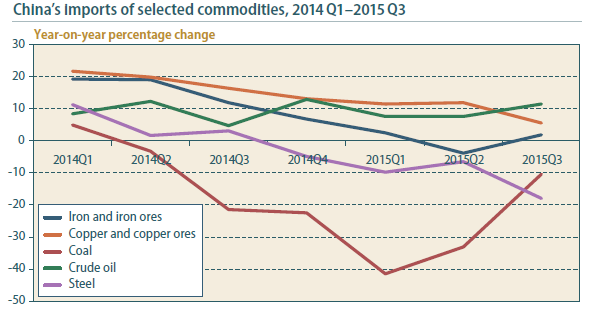 China's imports of selected commodities, 2014 Q1–2015 Q3
Year-on-year percentage change
30
20
10
0
2014Q1 2014Q2 2014Q3 2014Q4 2015Q1 2015Q2 2015Q3
-10
-20
Iron and iron ores
Copper and copper ores
-30
Coal
-40
Crude oil
Steel
-50